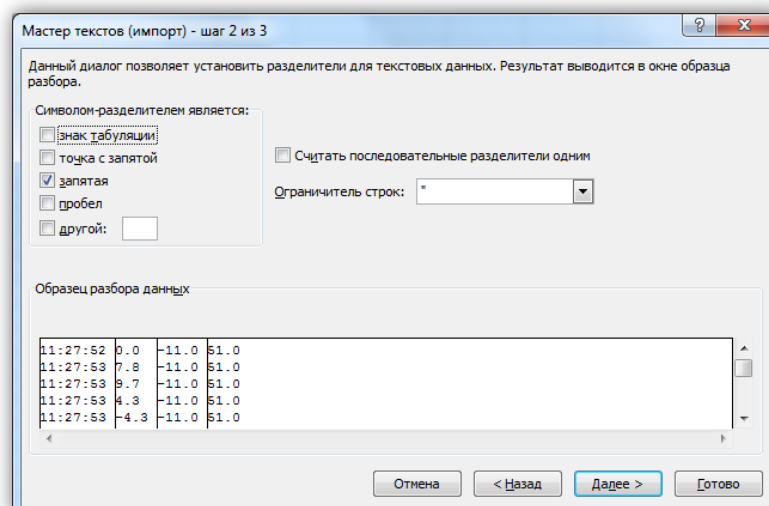 Мастер текстов (импорт) - шаг 2 из 3
Данный диалог позволяет установить разделители для текстовых данных. Результат выводится в окне образца
разбора.
Символом-разделителем является:
знак табуляции
точка с запятой
запятая
пробел
другой:
Считать последовательные разделители одним
Ограничитель строк: "
Образец разбора данных
11:27:52 0.0 -11.0 51.0
11:27:53 7.8 -11.0 51.0
11:27:53 9.7 -11.0 51.0
11:27:53 4.3 -11.0 51.0
11:27:53 -4.3 -11.0 51.0
Отмена < Назад Далее > Готово